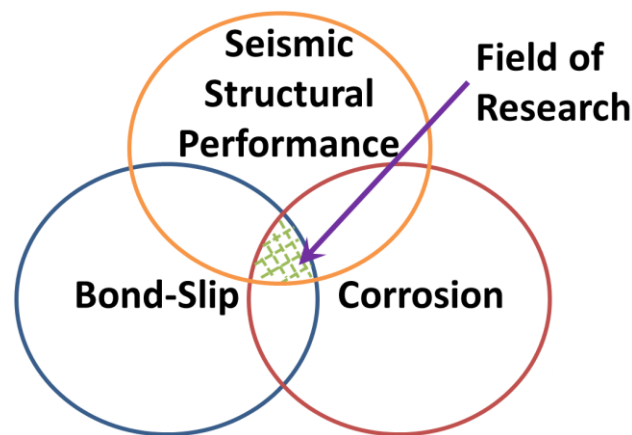 Seismic
Structural
Performance
Field of
Research
Bond-Slip
Corrosion